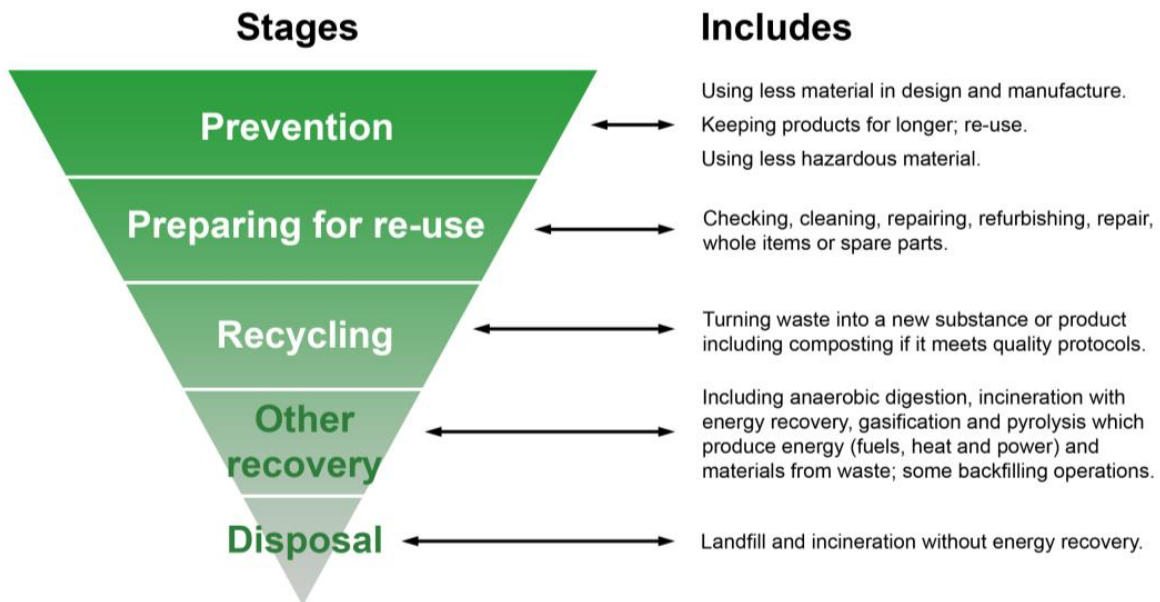 Stages
Includes
Prevention
Using less material in design and manufacture.
Keeping products for longer; re-use.
Using less hazardous material.
Preparing for re-use
Checking, cleaning, repairing, refurbishing, repair,
whole items or spare parts.
Recycling
Turning waste into a new substance or product
including composting if it meets quality protocols.
Other
recovery
Including anaerobic digestion, incineration with
energy recovery, gasification and pyrolysis which
produce energy (fuels, heat and power) and
materials from waste; some backfilling operations.
Disposal
Landfill and incineration without energy recovery.